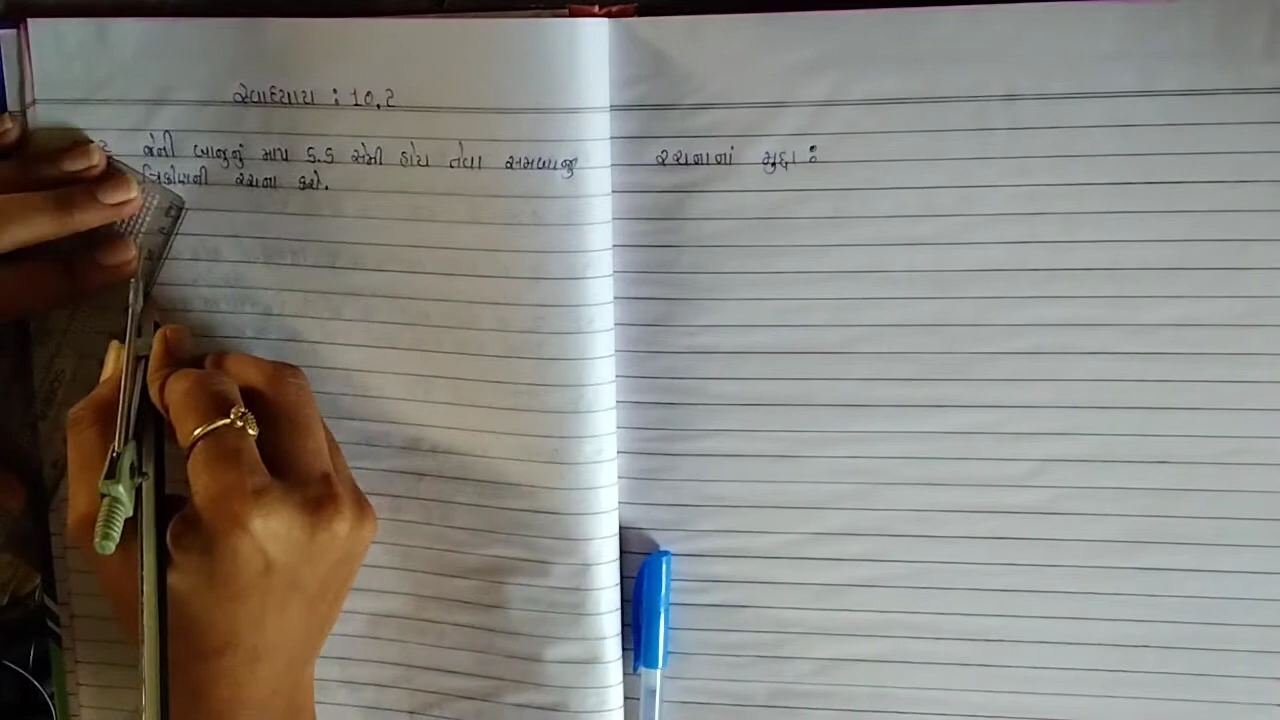 સ્વાધ્યાય : 10.2
જેની બાજુનું માપ 5.5 સેમી હોય તેવા સમબાજુ
ત્રિકોણની રચના કરો.
રચનાનાં મુદ્દા :